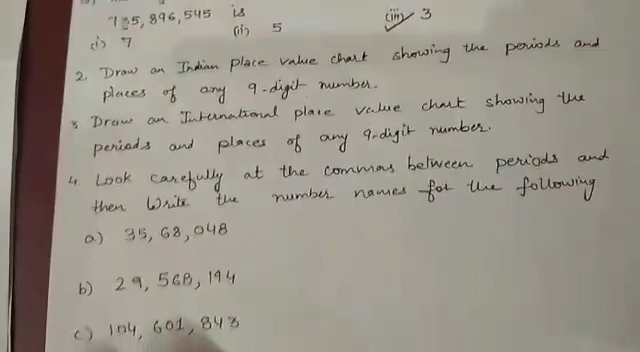 735,896,545 is
(i) 7 (ii) 5 (iii) 3
2. Draw an Indian place value chart showing the periods and
places of any 9-digit number.
3 Draw an International place value chart showing the
periods and places of any 9-digit number.
4. Look carefully at the commas between periods and
then write the number names for the following
a) 35,68,048
b) 29,568,194
c) 104,601,843